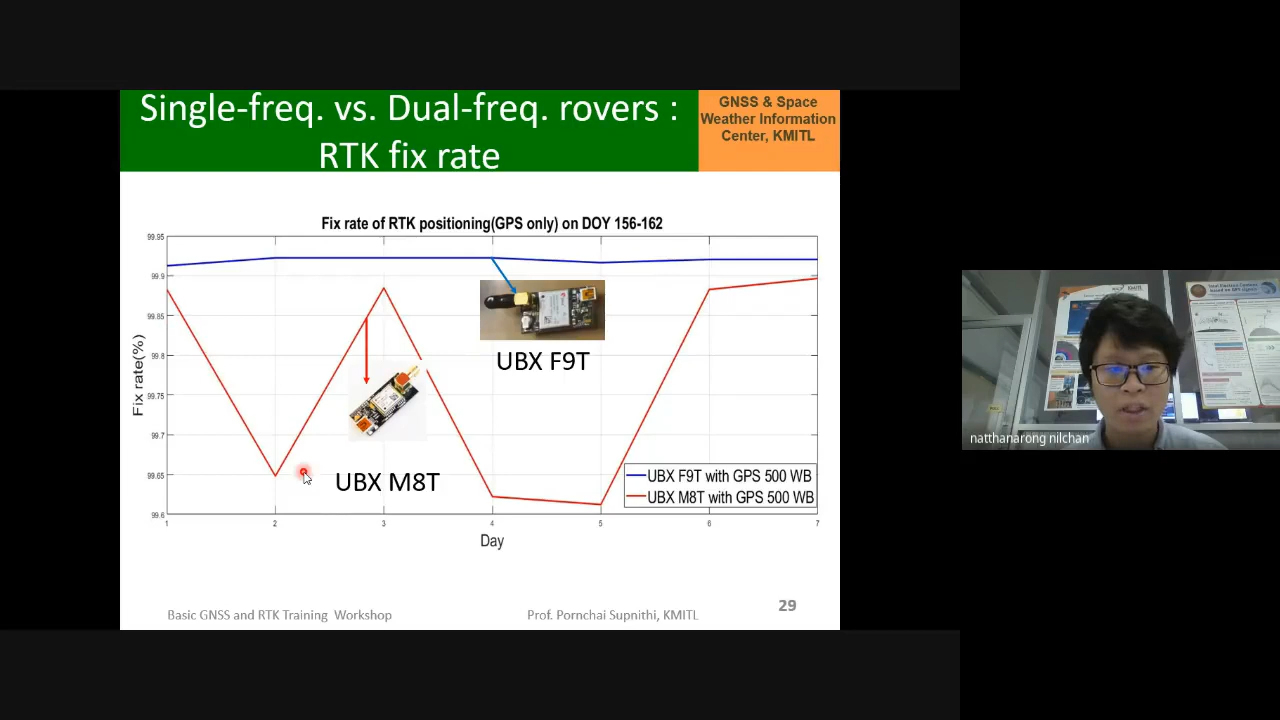 Single-freq. vs. Dual-freq. rovers :
RTK fix rate
GNSS & Space
Weather Information
Center, KMITL
Fix rate of RTK positioning(GPS only) on DOY 156-162
99.95
99.9
99.85
99.8
99.75
99.7
99.65
99.6
Fix rate(%)
1 2 3 4 5 6 7
Day
UBX F9T
UBX M8T
UBX F9T with GPS 500 WB
UBX M8T with GPS 500 WB
Basic GNSS and RTK Training Workshop
Prof. Pornchai Supnithi, KMITL
29
natthanarong nilchan